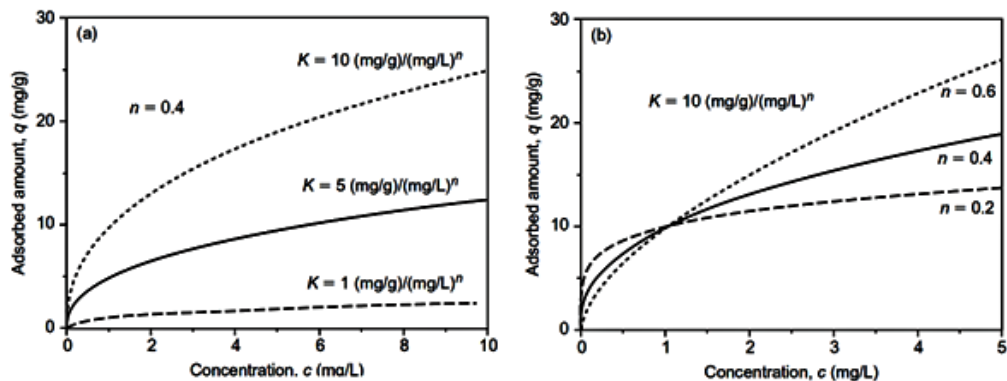 (a)
30
20
10
0
Adsorbed amount, q (mg/g)
K = 10 (mg/g)/(mg/L)ⁿ
n = 0.4
K = 5 (mg/g)/(mg/L)ⁿ
K = 1 (mg/g)/(mg/L)ⁿ
0 2 4 6 8 10
Concentration, c (mg/L)
(b)
30
20
10
0
Adsorbed amount, q (mg/g)
K = 10 (mg/g)/(mg/L)ⁿ
n = 0.6
n = 0.4
n = 0.2
0 1 2 3 4 5
Concentration, c (mg/L)